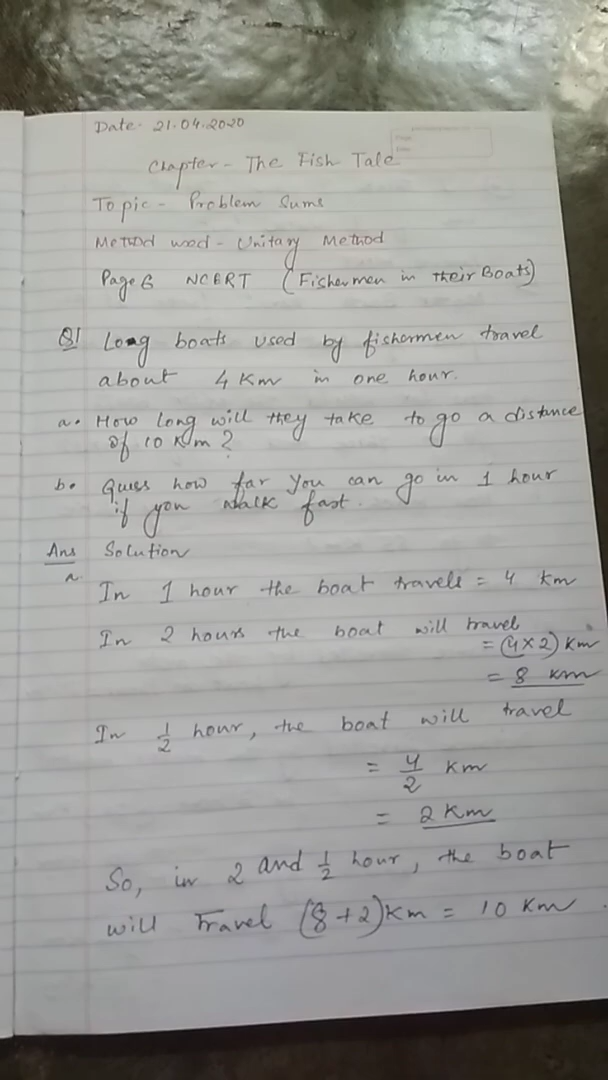 Date- 21.04.2020
Chapter- The Fish Tale
Topic- Problem Sums
Method used- Unitary Method
Page 6 NCERT (Fishermen in their Boats)
Q1 Long boats used by fishermen travel
about 4 Km in one hour.
a. How long will they take to go a distance
of 10 Km?
b. Guess how far you can go in 1 hour
if you walk fast.
Ans Solution
a. In 1 hour the boat travels = 4 km
In 2 hours the boat will travel
= (4x2) Km
= 8 km
In 1/2 hour, the boat will travel
= 4/2 Km
= 2 Km
So, in 2 and 1/2 hour, the boat
will Travel (8+2)Km = 10 Km.